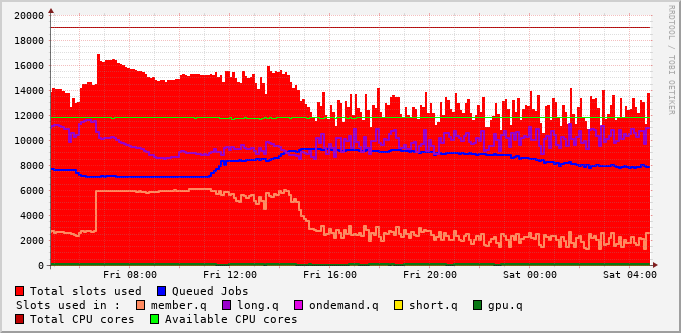 20000
18000
16000
14000
12000
10000
8000
6000
4000
2000
0
Fri 08:00 Fri 12:00 Fri 16:00 Fri 20:00 Sat 00:00 Sat 04:00
RRDTOOL / TOBI OETIKER
Total slots used Queued Jobs
Slots used in : member.q long.q ondemand.q short.q gpu.q
Total CPU cores Available CPU cores